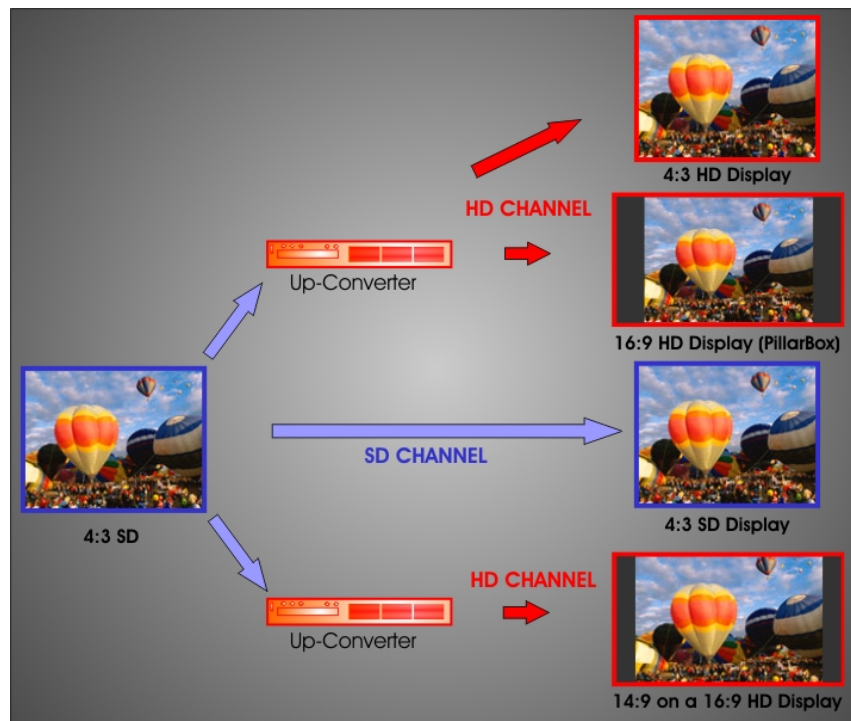 4:3 HD Display
HD CHANNEL
Up-Converter
16:9 HD Display (PillarBox)
SD CHANNEL
4:3 SD Display
4:3 SD
HD CHANNEL
Up-Converter
14:9 on a 16:9 HD Display